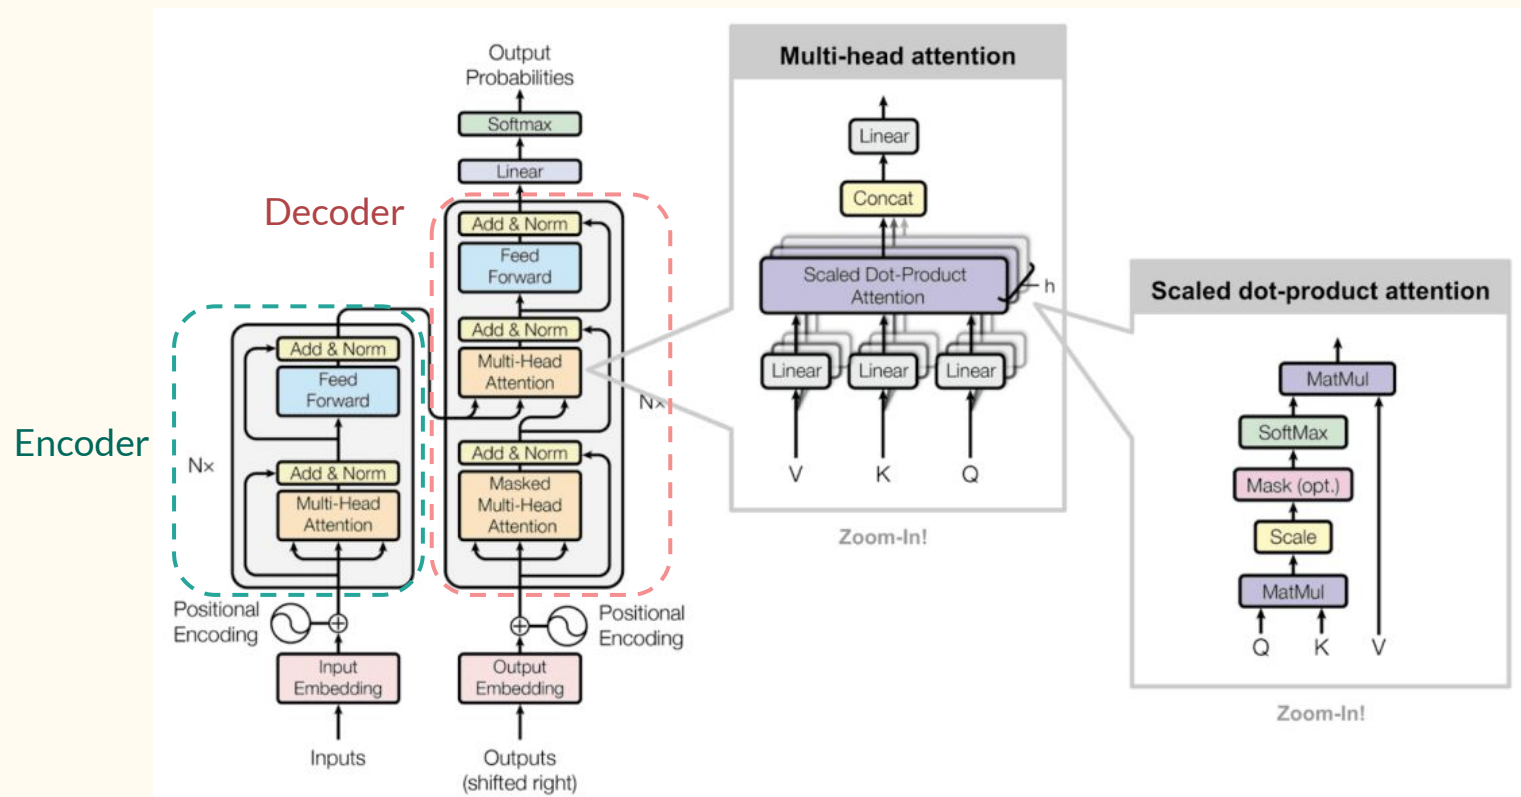 Output
Probabilities
Softmax
Linear
Decoder
Add & Norm
Feed
Forward
Add & Norm
Multi-Head
Attention
Nx
Add & Norm
Masked
Multi-Head
Attention
Positional
Encoding
Output
Embedding
Outputs
(shifted right)
Encoder
Nx
Add & Norm
Feed
Forward
Add & Norm
Multi-Head
Attention
Positional
Encoding
Input
Embedding
Inputs
Multi-head attention
Linear
Concat
Scaled Dot-Product
Attention
h
Linear
Linear
Linear
V
K
Q
Zoom-In!
Scaled dot-product attention
MatMul
SoftMax
Mask (opt.)
Scale
MatMul
Q
K
V
Zoom-In!